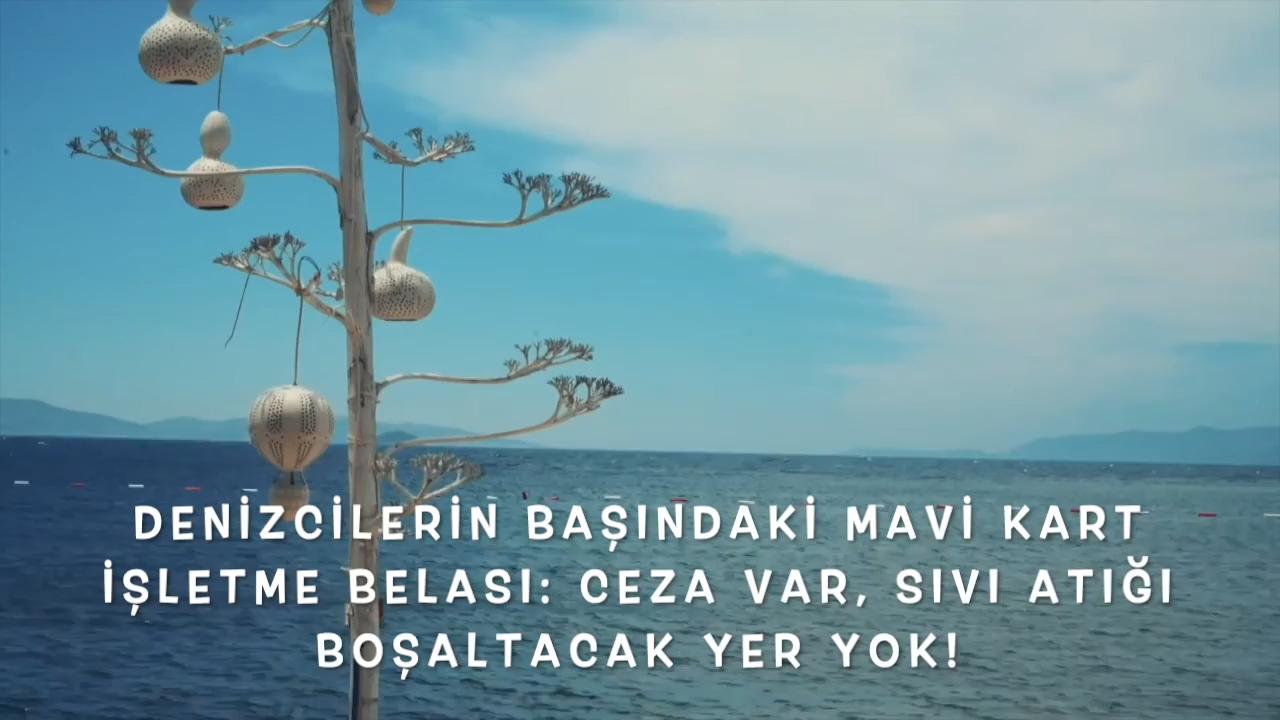 DENİZCİLERİN BAŞINDAKİ MAVİ KART
İŞLETME BELASI: CEZA VAR, SIVI ATIĞI
BOŞALTACAK YER YOK!